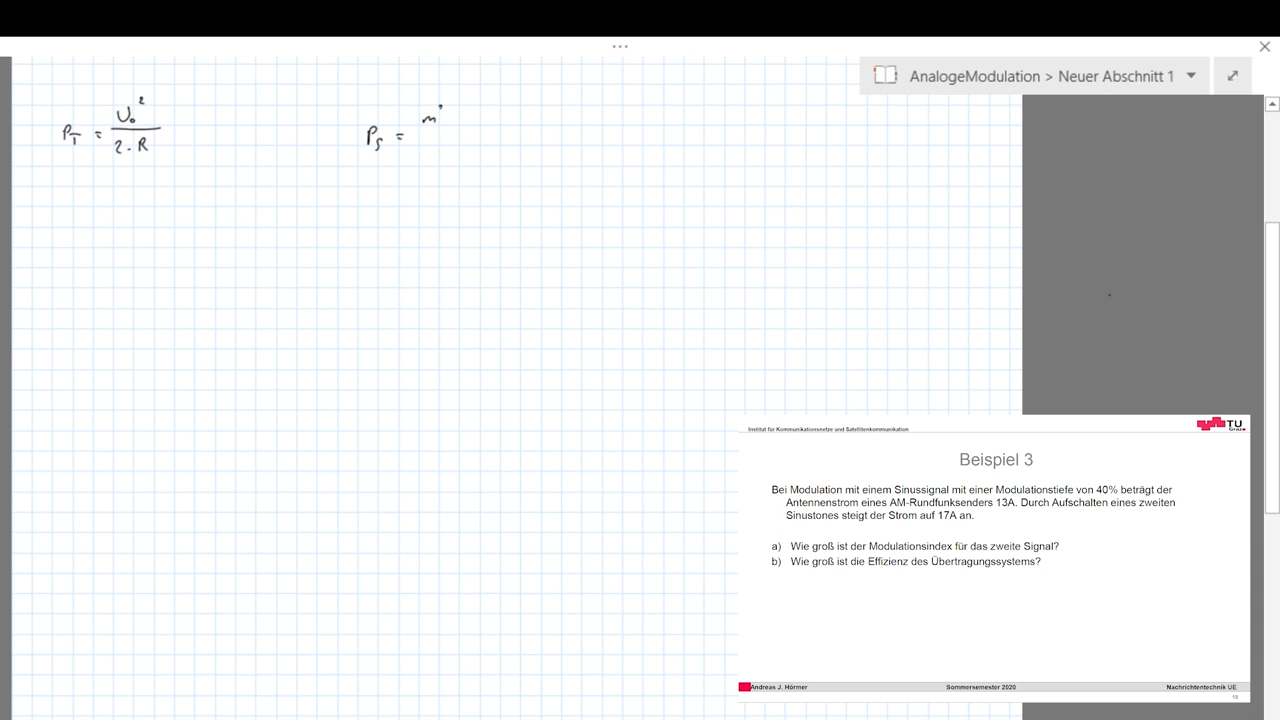 AnalogeModulation > Neuer Abschnitt 1
P_T = U_0^2 / 2 · R
P_S = m
Institut für Kommunikationsnetze und Satellitenkommunikation
TU Graz
Beispiel 3
Bei Modulation mit einem Sinussignal mit einer Modulationstiefe von 40% beträgt der
Antennenstrom eines AM-Rundfunksenders 13A. Durch Aufschalten eines zweiten
Sinustones steigt der Strom auf 17A an.
a) Wie groß ist der Modulationsindex für das zweite Signal?
b) Wie groß ist die Effizienz des Übertragungssystems?
Andreas J. Hörmer Sommersemester 2020 Nachrichtentechnik UE